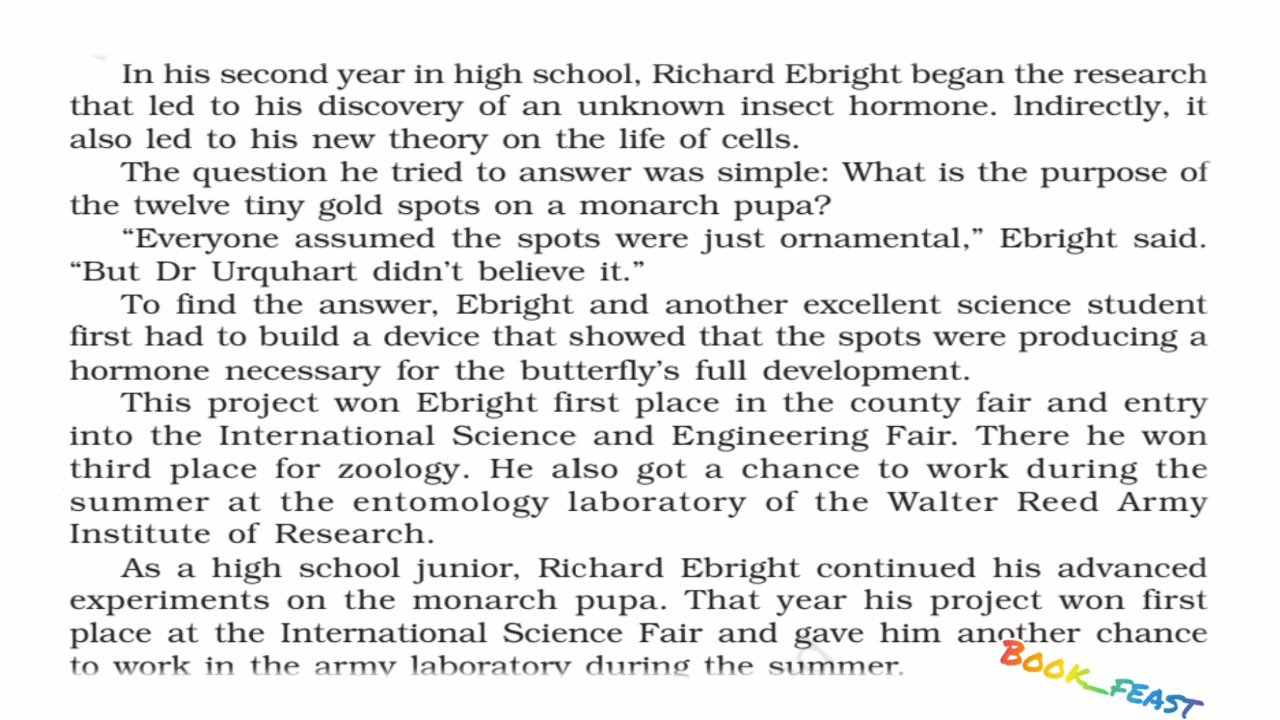 In his second year in high school, Richard Ebright began the research
that led to his discovery of an unknown insect hormone. Indirectly, it
also led to his new theory on the life of cells.
The question he tried to answer was simple: What is the purpose of
the twelve tiny gold spots on a monarch pupa?
“Everyone assumed the spots were just ornamental,” Ebright said.
“But Dr Urquhart didn’t believe it.”
To find the answer, Ebright and another excellent science student
first had to build a device that showed that the spots were producing a
hormone necessary for the butterfly’s full development.
This project won Ebright first place in the county fair and entry
into the International Science and Engineering Fair. There he won
third place for zoology. He also got a chance to work during the
summer at the entomology laboratory of the Walter Reed Army
Institute of Research.
As a high school junior, Richard Ebright continued his advanced
experiments on the monarch pupa. That year his project won first
place at the International Science Fair and gave him another chance
to work in the army laboratory during the summer.
BOOK_FEAST